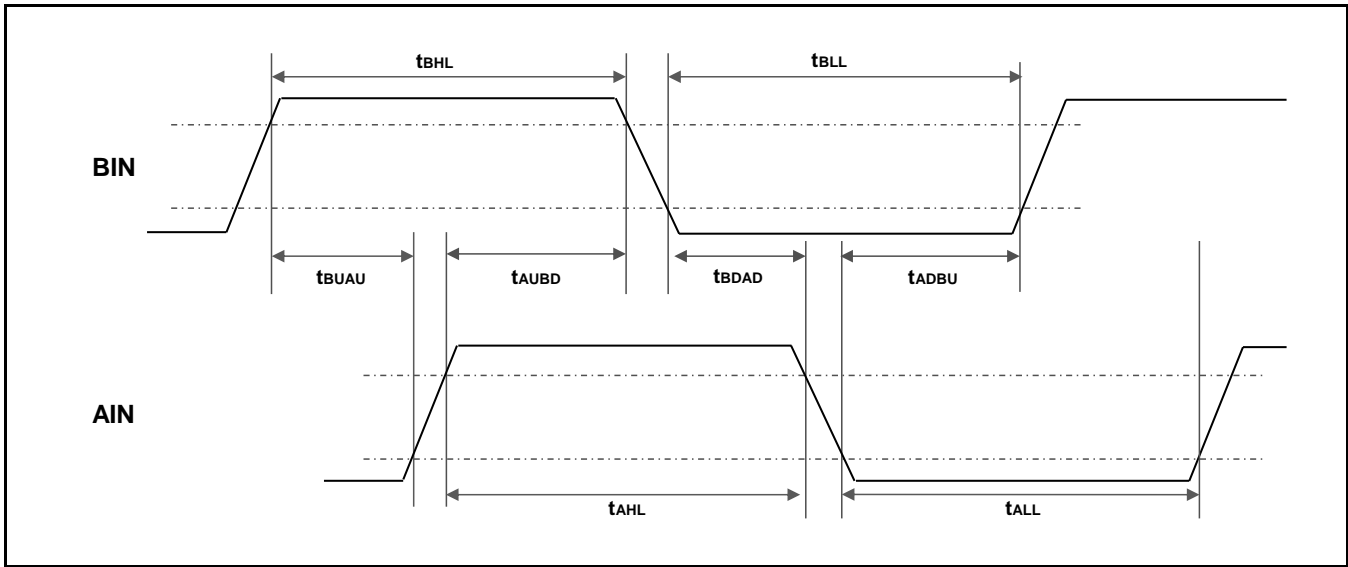 tBHL
tBLL
BIN
tBUAU
tAUBD
tBDAD
tADBU
AIN
tAHL
tALL